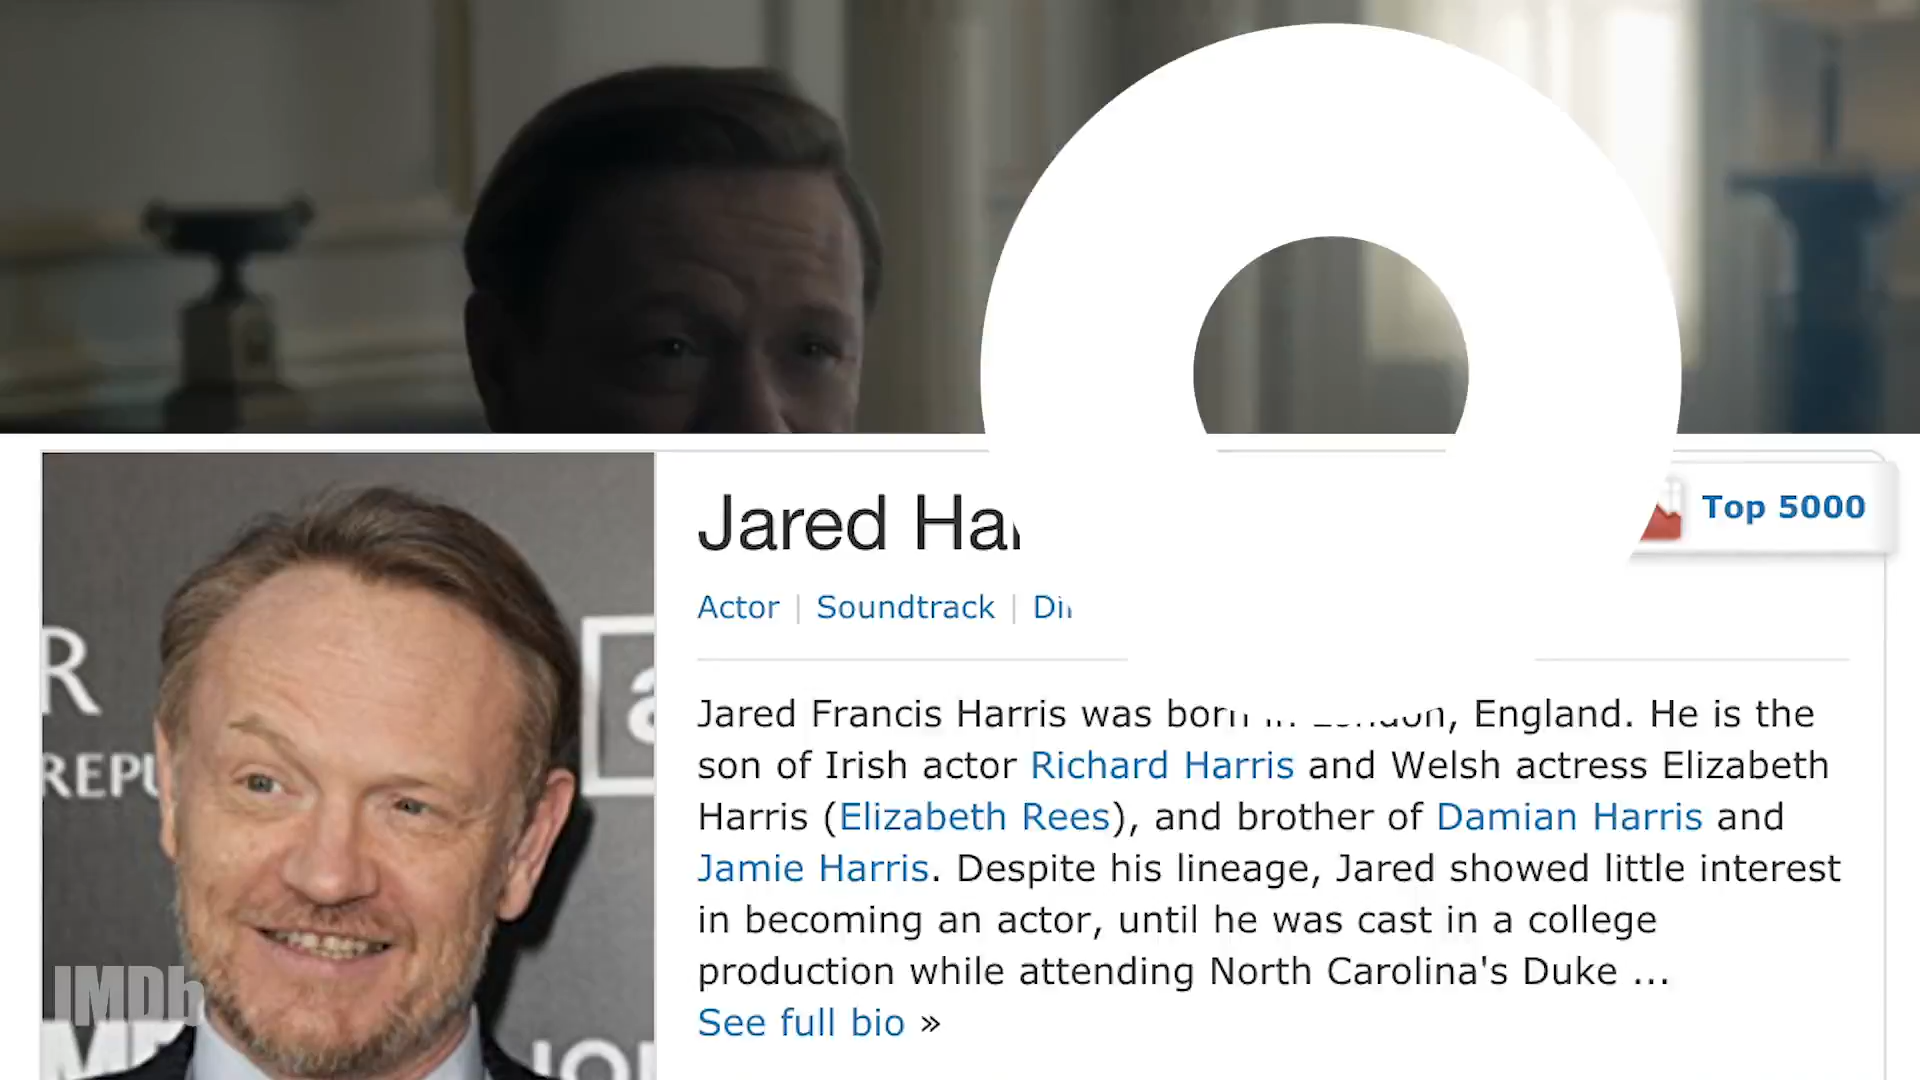 Jared Ha
Top 5000
Actor | Soundtrack | Di
Jared Francis Harris was born in London, England. He is the
son of Irish actor Richard Harris and Welsh actress Elizabeth
Harris (Elizabeth Rees), and brother of Damian Harris and
Jamie Harris. Despite his lineage, Jared showed little interest
in becoming an actor, until he was cast in a college
production while attending North Carolina's Duke ...
See full bio »
R
REPU
a
IMDb